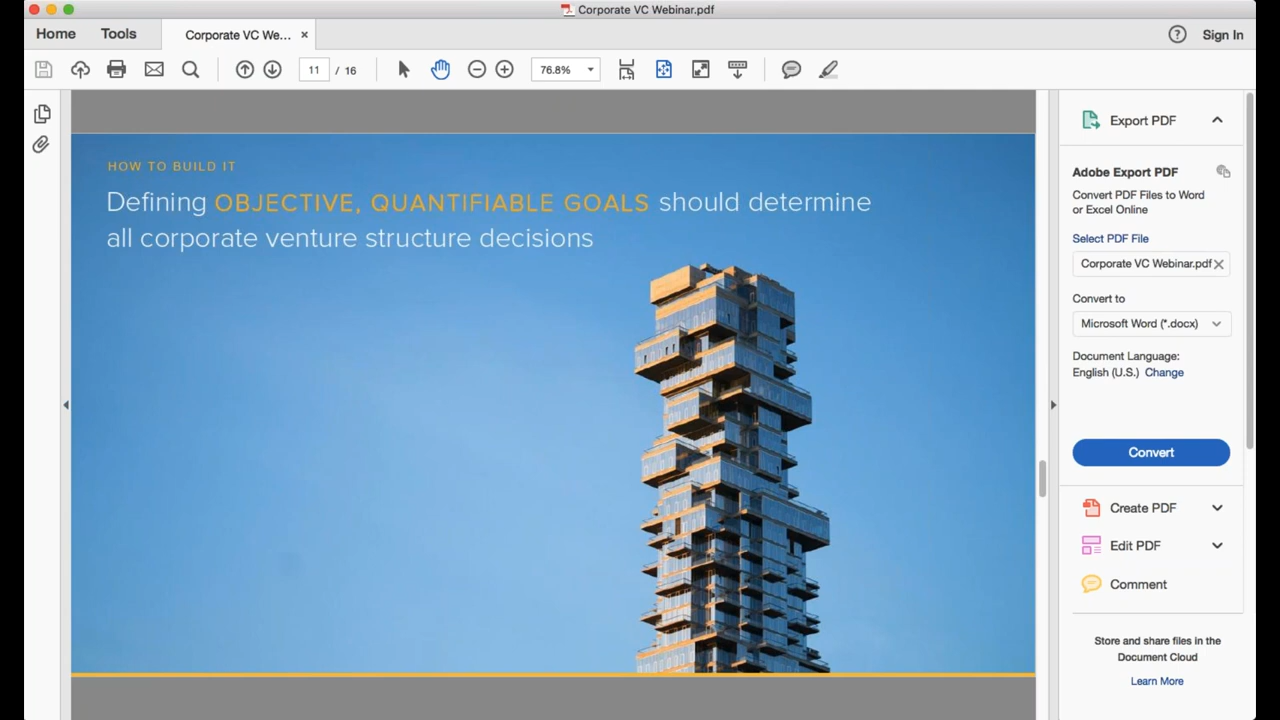 Corporate VC Webinar.pdf
Home
Tools
Corporate VC We...
Sign In
11 / 16
76.8%
HOW TO BUILD IT
Defining OBJECTIVE, QUANTIFIABLE GOALS should determine
all corporate venture structure decisions
Export PDF
Adobe Export PDF
Convert PDF Files to Word
or Excel Online
Select PDF File
Corporate VC Webinar.pdf
Convert to
Microsoft Word (*.docx)
Document Language:
English (U.S.) Change
Convert
Create PDF
Edit PDF
Comment
Store and share files in the
Document Cloud
Learn More